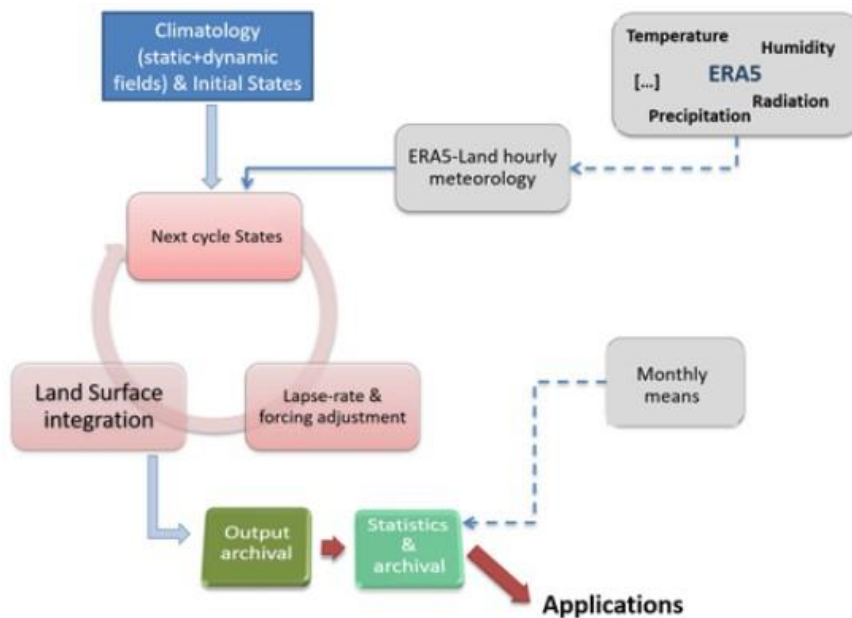 Climatology
(static+dynamic
fields) & Initial States
Temperature
Humidity
[...]
ERA5
Radiation
Precipitation
ERA5-Land hourly
meteorology
Next cycle States
Land Surface
integration
Lapse-rate &
forcing adjustment
Monthly
means
Output
archival
Statistics
&
archival
Applications